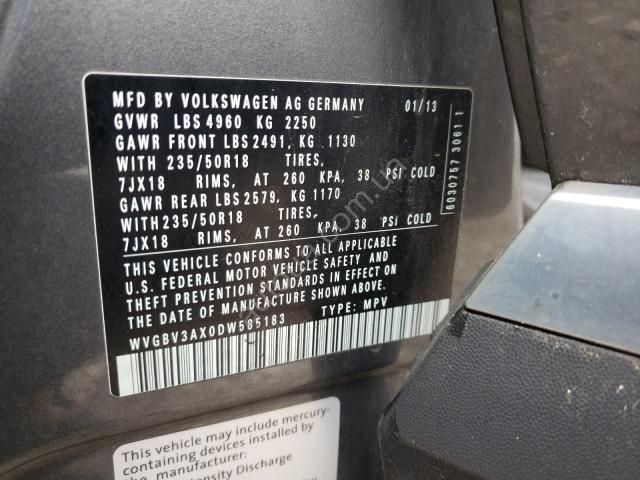 MFD BY VOLKSWAGEN AG GERMANY 01/13
GVWR LBS 4960 KG 2250
GAWR FRONT LBS 2491, KG 1130
WITH 235/50R18 TIRES,
7JX18 RIMS, AT 260 KPA, 38 PSI COLD
GAWR REAR LBS 2579, KG 1170
WITH 235/50R18 TIRES,
7JX18 RIMS, AT 260 KPA, 38 PSI COLD
THIS VEHICLE CONFORMS TO ALL APPLICABLE
U.S. FEDERAL MOTOR VEHICLE SAFETY AND
THEFT PREVENTION STANDARDS IN EFFECT ON
THE DATE OF MANUFACTURE SHOWN ABOVE.
WVGBV3AX0DW585183 TYPE: MPV
6030757 3061 1
This vehicle may include mercury-
containing devices installed by
the manufacturer:
Discharge